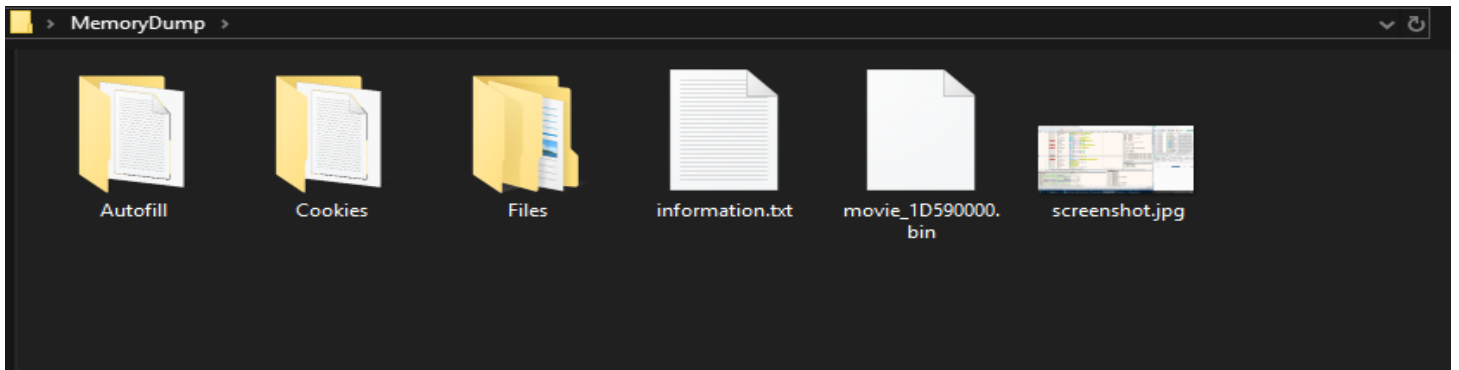 MemoryDump
Autofill
Cookies
Files
information.txt
movie_1D590000.
bin
screenshot.jpg